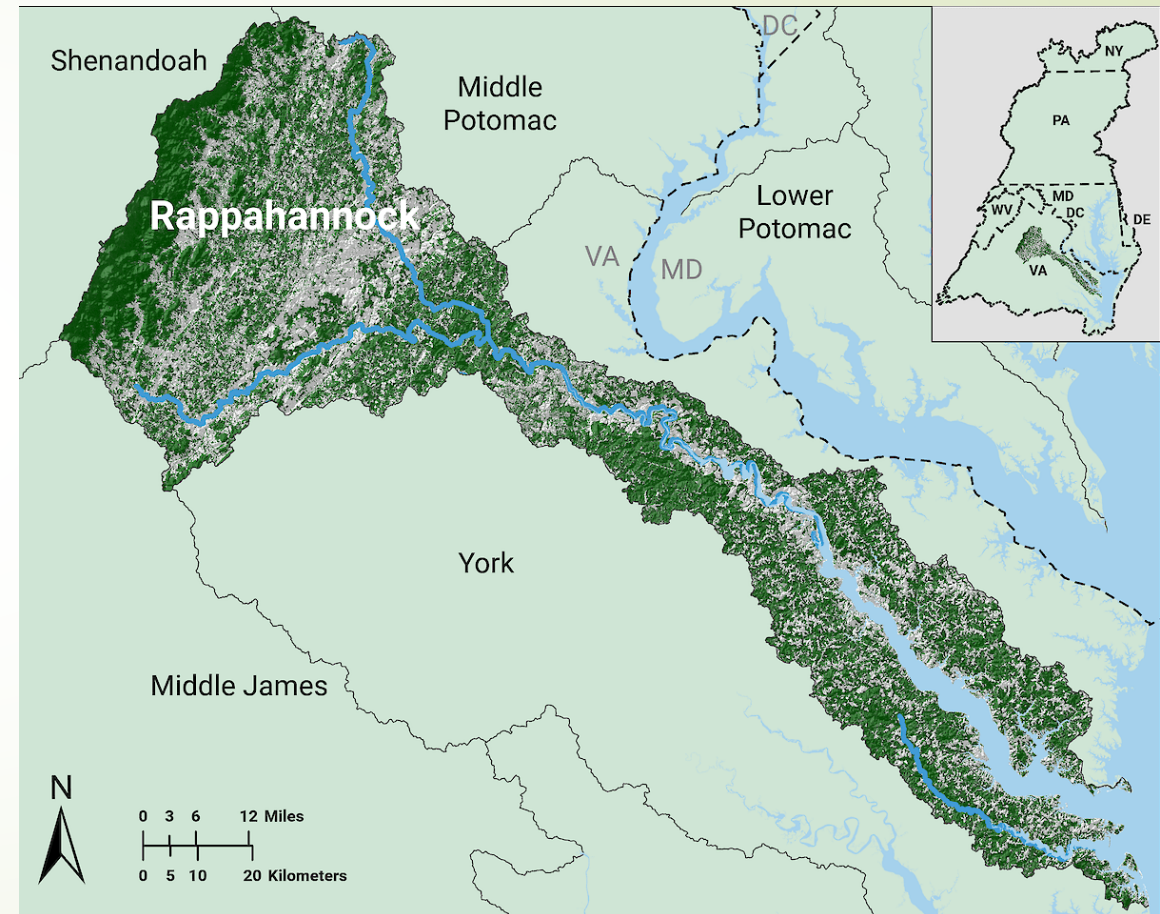 DC
Shenandoah
Middle
Potomac
NY
PA
WV
MD
DC
DE
VA
Lower
Potomac
Rappahannock
VA
MD
York
Middle James
N
0 3 6 12 Miles
0 5 10 20 Kilometers